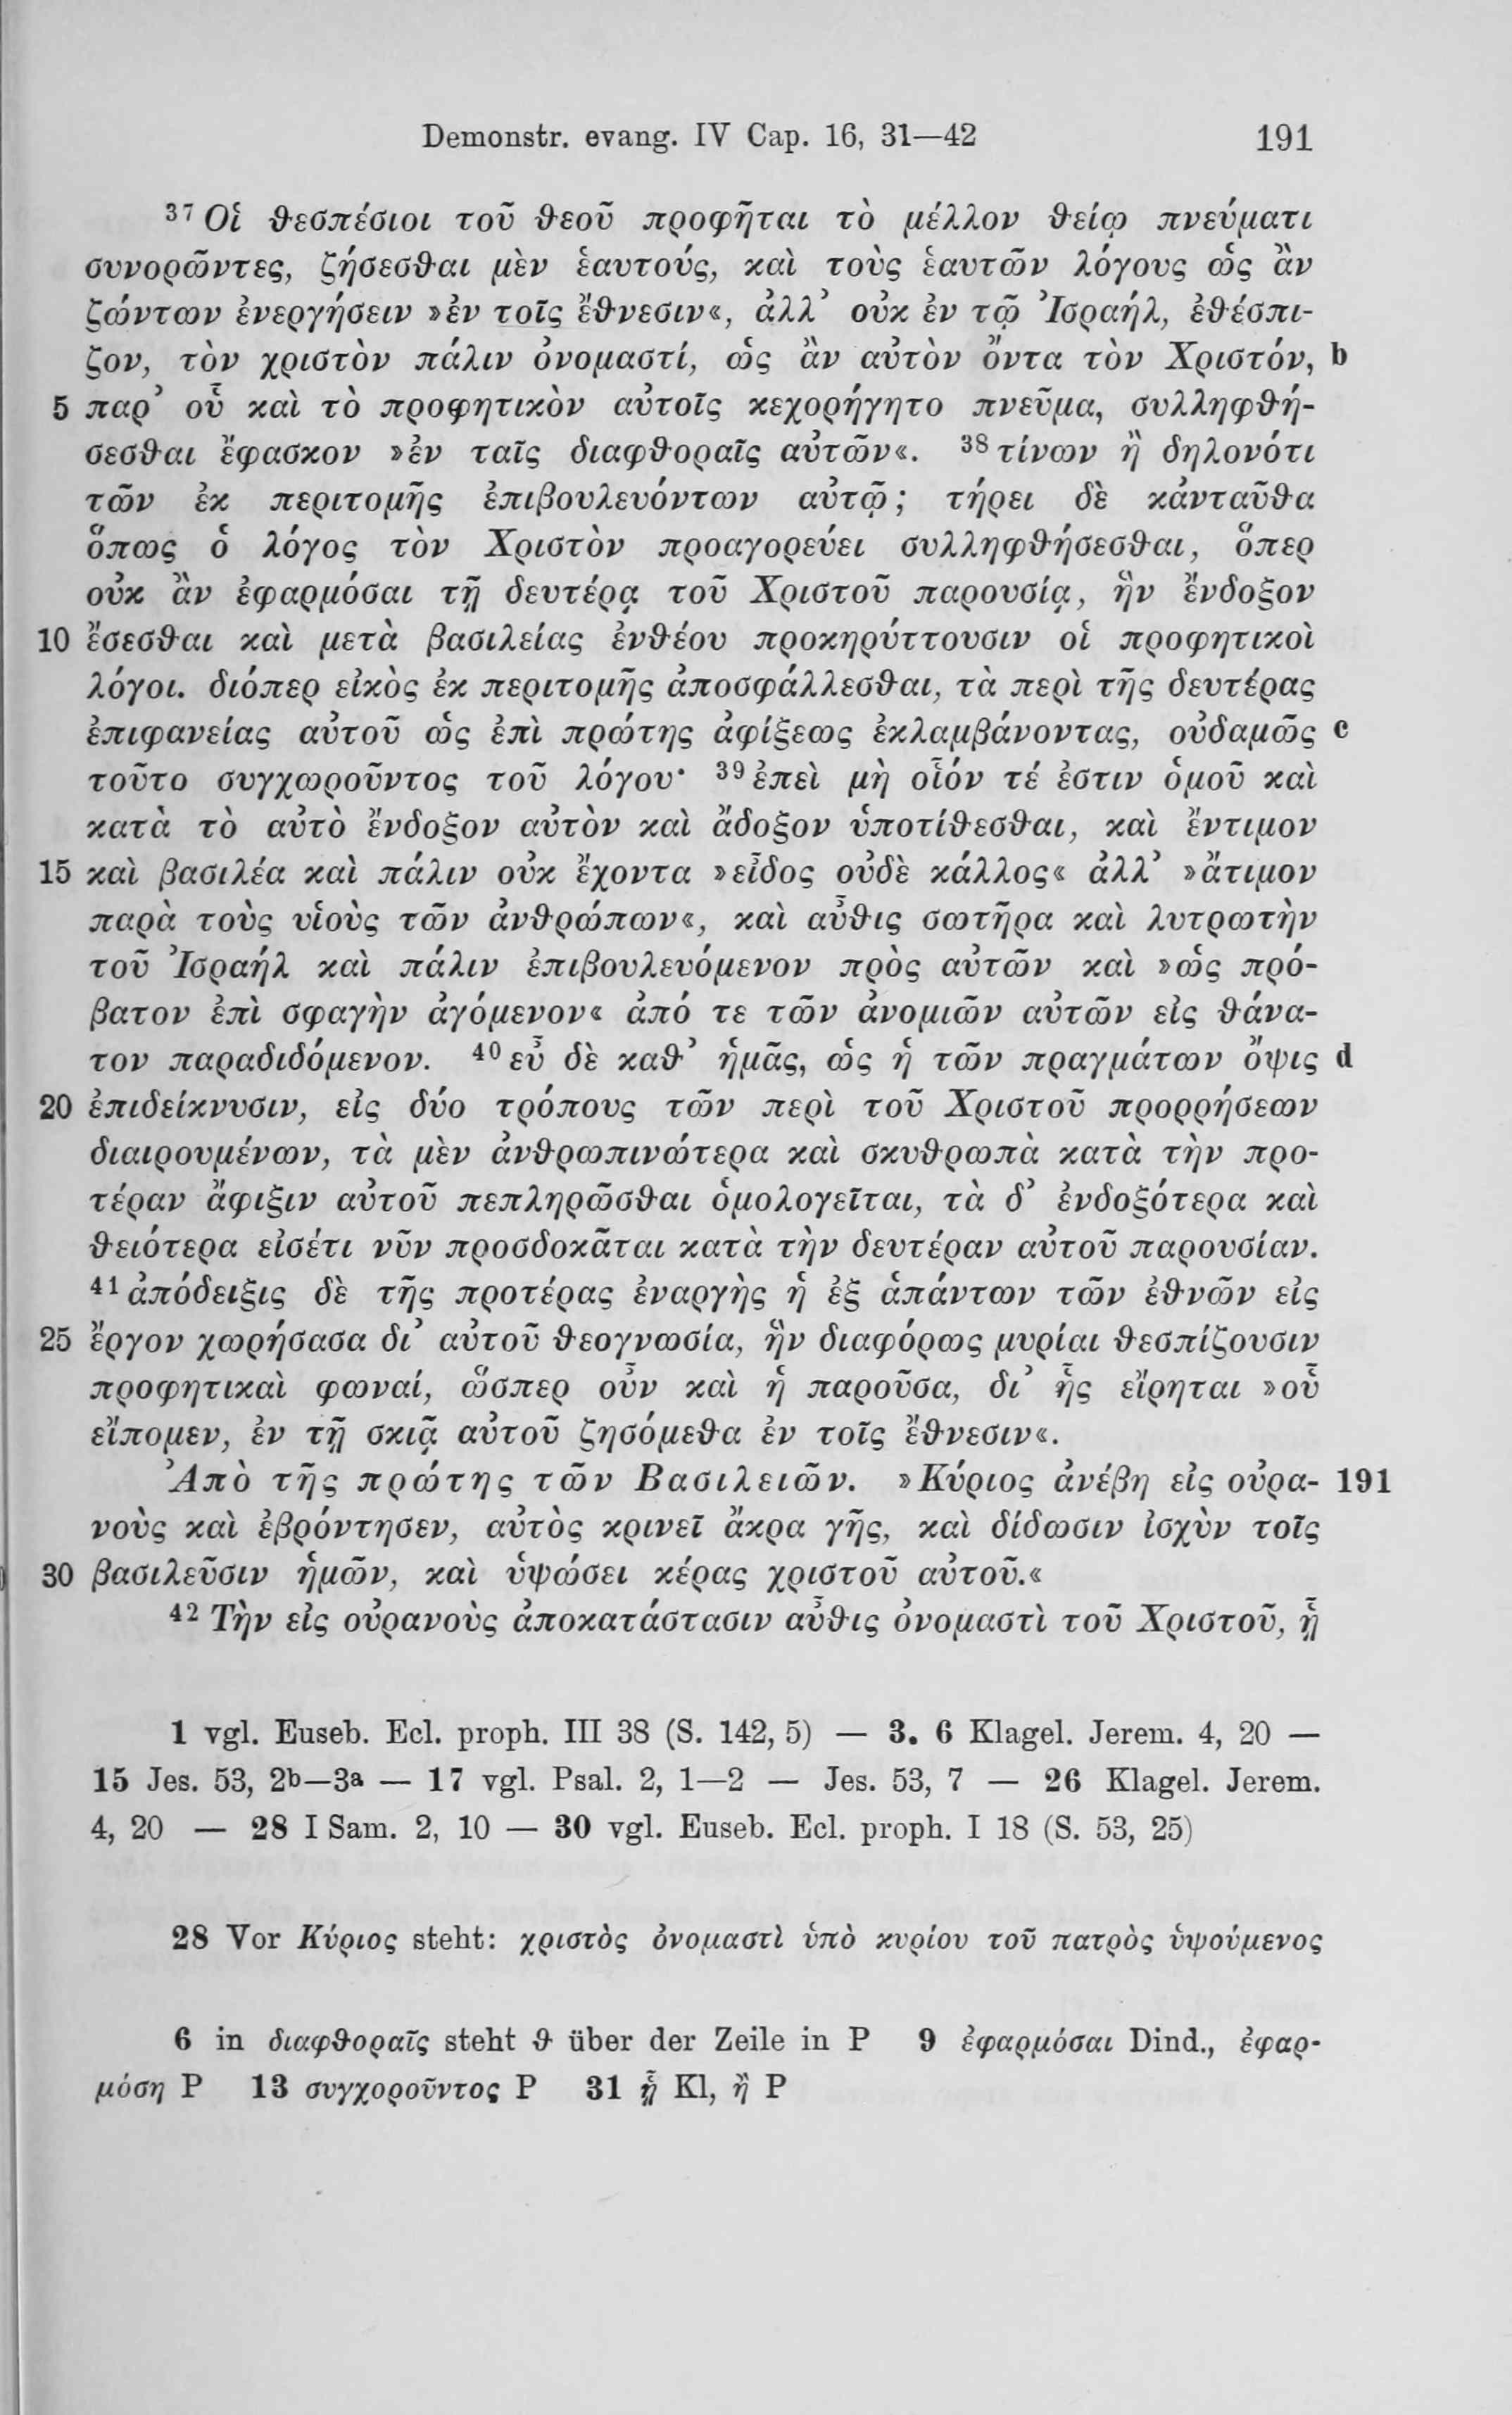 Demonstr. evang. IV Cap. 16, 31—42 191
³⁷ Οἱ θεσπέσιοι τοῦ θεοῦ προφῆται τὸ μέλλον θείῳ πνεύματι
συνορῶντες, ζήσεσθαι μὲν ἑαυτούς, καὶ τοὺς ἑαυτῶν λόγους ὡς ἂν
ζώντων ἐνεργήσειν »ἐν τοῖς ἔθνεσιν«, ἀλλ’ οὐκ ἐν τῷ Ἰσραήλ, ἐθέσπι-
ζον, τὸν χριστὸν πάλιν ὀνομαστί, ὡς ἂν αὐτὸν ὄντα τὸν Χριστόν, b
5 παρ’ οὗ καὶ τὸ προφητικὸν αὐτοῖς κεχορήγητο πνεῦμα, συλληφθή-
σεσθαι ἔφασκον »ἐν ταῖς διαφθοραῖς αὐτῶν«. ³⁸ τίνων ἢ δηλονότι
τῶν ἐκ περιτομῆς ἐπιβουλευόντων αὐτῷ; τήρει δὲ κἀνταῦθα
ὅπως ὁ λόγος τὸν Χριστὸν προαγορεύει συλληφθήσεσθαι, ὅπερ
οὐκ ἂν ἐφαρμόσαι τῇ δευτέρᾳ τοῦ Χριστοῦ παρουσίᾳ, ἣν ἔνδοξον
10 ἔσεσθαι καὶ μετὰ βασιλείας ἐνθέου προκηρύττουσιν οἱ προφητικοὶ
λόγοι. διόπερ εἰκὸς ἐκ περιτομῆς ἀποσφάλλεσθαι, τὰ περὶ τῆς δευτέρας
ἐπιφανείας αὐτοῦ ὡς ἐπὶ πρώτης ἀφίξεως ἐκλαμβάνοντας, οὐδαμῶς c
τοῦτο συγχωροῦντος τοῦ λόγου· ³⁹ ἐπεὶ μὴ οἷόν τέ ἐστιν ὁμοῦ καὶ
κατὰ τὸ αὐτὸ ἔνδοξον αὐτὸν καὶ ἄδοξον ὑποτίθεσθαι, καὶ ἔντιμον
15 καὶ βασιλέα καὶ πάλιν οὐκ ἔχοντα »εἶδος οὐδὲ κάλλος« ἀλλ’ »ἄτιμον
παρὰ τοὺς υἱοὺς τῶν ἀνθρώπων«, καὶ αὖθις σωτῆρα καὶ λυτρωτὴν
τοῦ Ἰσραήλ καὶ πάλιν ἐπιβουλευόμενον πρὸς αὐτῶν καὶ »ὡς πρό-
βατον ἐπὶ σφαγὴν ἀγόμενον« ἀπό τε τῶν ἀνομιῶν αὐτῶν εἰς θάνα-
τον παραδιδόμενον. ⁴⁰ εὖ δὲ καθ’ ἡμᾶς, ὡς ἡ τῶν πραγμάτων ὄψις d
20 ἐπιδείκνυσιν, εἰς δύο τρόπους τῶν περὶ τοῦ Χριστοῦ προρρήσεων
διαιρουμένων, τὰ μὲν ἀνθρωπινώτερα καὶ σκυθρωπὰ κατὰ τὴν προ-
τέραν ἄφιξιν αὐτοῦ πεπληρῶσθαι ὁμολογεῖται, τὰ δ’ ἐνδοξότερα καὶ
θειότερα εἰσέτι νῦν προσδοκᾶται κατὰ τὴν δευτέραν αὐτοῦ παρουσίαν.
⁴¹ ἀπόδειξις δὲ τῆς προτέρας ἐναργὴς ἡ ἐξ ἁπάντων τῶν ἐθνῶν εἰς
25 ἔργον χωρήσασα δι’ αὐτοῦ θεογνωσία, ἣν διαφόρως μυρίαι θεσπίζουσιν
προφητικαὶ φωναί, ὥσπερ οὖν καὶ ἡ παροῦσα, δι’ ἧς εἴρηται »οὗ
εἴπομεν, ἐν τῇ σκιᾷ αὐτοῦ ζησόμεθα ἐν τοῖς ἔθνεσιν«.
Ἀπὸ τῆς πρώτης τῶν Βασιλειῶν. »Κύριος ἀνέβη εἰς οὐρα- 191
νοὺς καὶ ἐβρόντησεν, αὐτὸς κρινεῖ ἄκρα γῆς, καὶ δίδωσιν ἰσχὺν τοῖς
30 βασιλεῦσιν ἡμῶν, καὶ ὑψώσει κέρας χριστοῦ αὐτοῦ.«
⁴² Τὴν εἰς οὐρανοὺς ἀποκατάστασιν αὖθις ὀνομαστὶ τοῦ Χριστοῦ, ᾗ
1 vgl. Euseb. Ecl. proph. III 38 (S. 142, 5) — 3. 6 Klagel. Jerem. 4, 20 —
15 Jes. 53, 2b—3a — 17 vgl. Psal. 2, 1—2 — Jes. 53, 7 — 26 Klagel. Jerem.
4, 20 — 28 I Sam. 2, 10 — 30 vgl. Euseb. Ecl. proph. I 18 (S. 53, 25)
28 Vor Κύριος steht: χριστὸς ὀνομαστὶ ὑπὸ κυρίου τοῦ πατρὸς ὑψούμενος
6 in διαφθοραῖς steht θ über der Zeile in P 9 ἐφαρμόσαι Dind., ἐφαρ-
μόση P 13 συγχοροῦντος P 31 ᾗ Kl, ἢ P